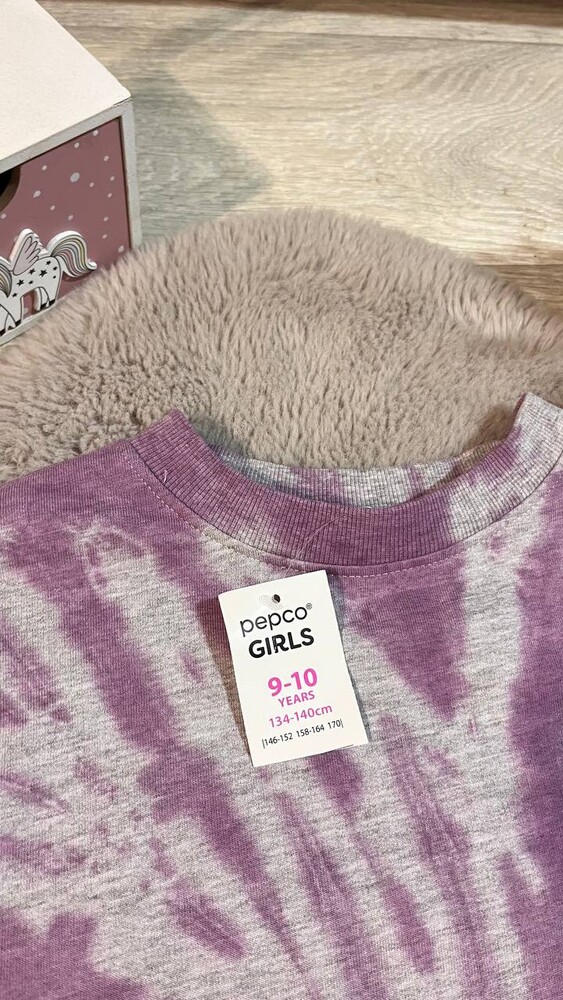 pepco®
GIRLS
9-10
YEARS
134-140cm
|146-152 158-164 170|